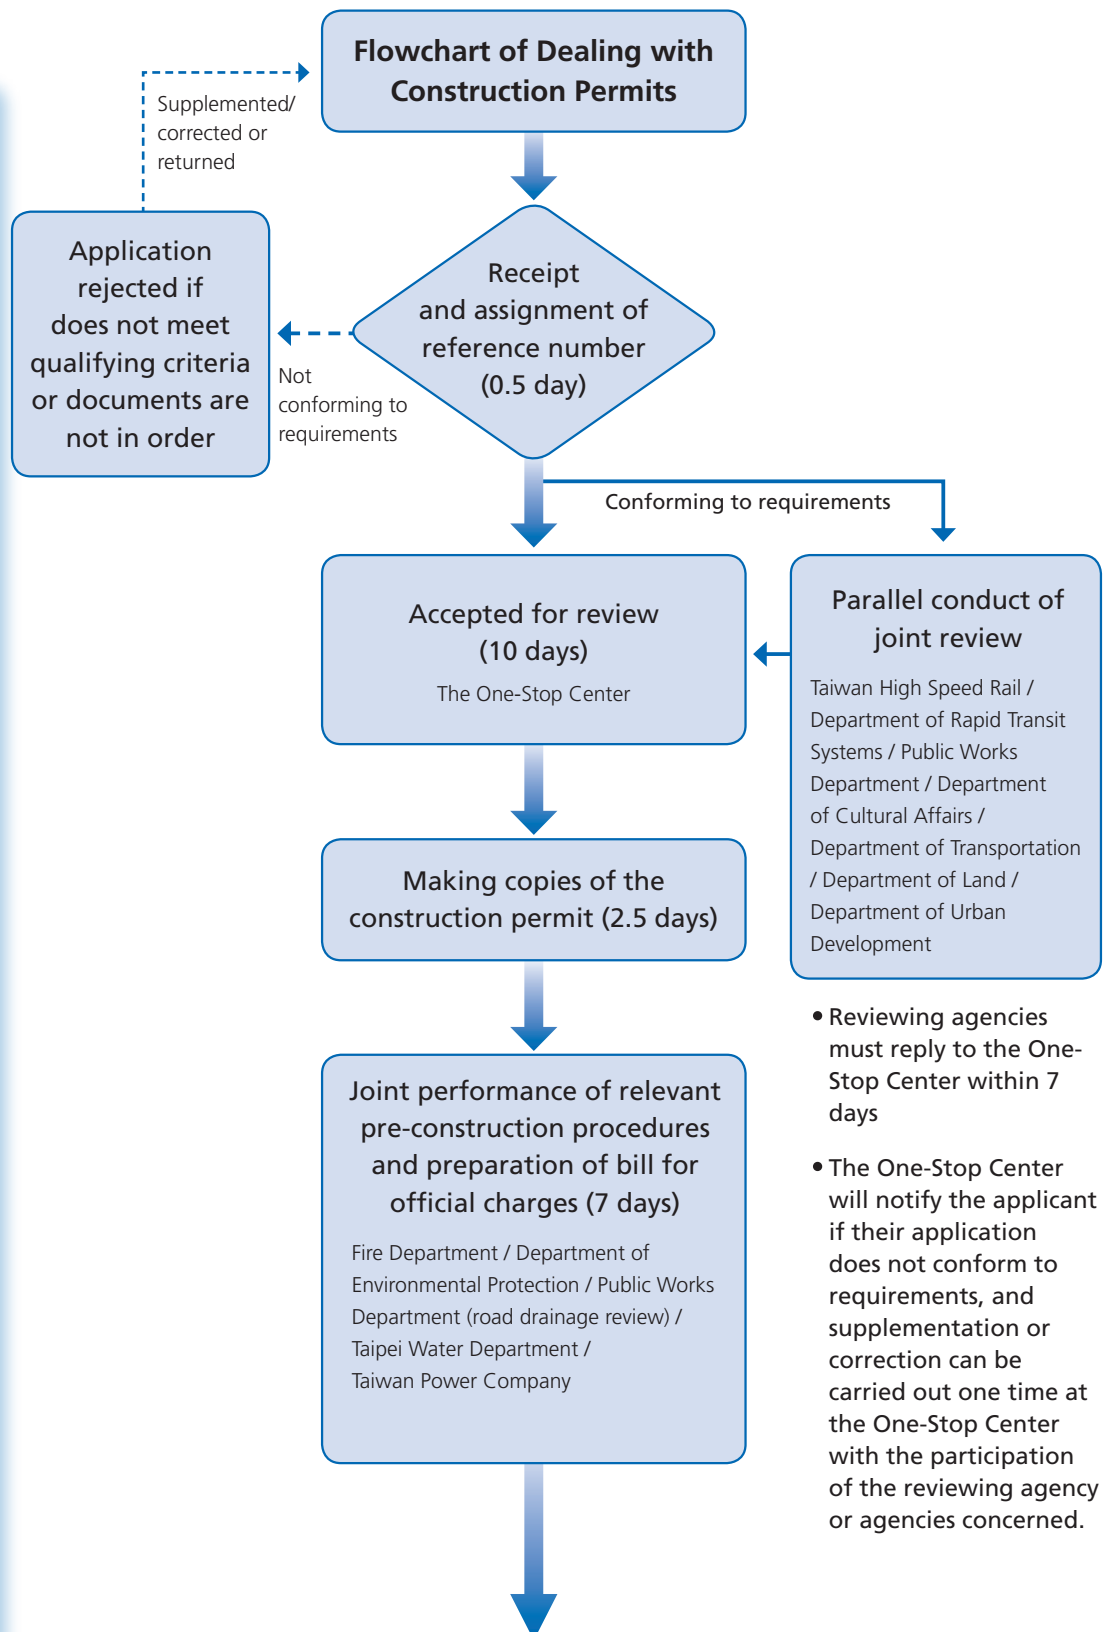 Flowchart of Dealing with
Construction Permits
Supplemented/
corrected or
returned
Application
rejected if
does not meet
qualifying criteria
or documents are
not in order
Receipt
and assignment of
reference number
(0.5 day)
Not
conforming to
requirements
Conforming to requirements
Accepted for review
(10 days)
The One-Stop Center
Parallel conduct of
joint review
Taiwan High Speed Rail /
Department of Rapid Transit
Systems / Public Works
Department / Department
of Cultural Affairs /
Department of Transportation
/ Department of Land /
Department of Urban
Development
Making copies of the
construction permit (2.5 days)
Joint performance of relevant
pre-construction procedures
and preparation of bill for
official charges (7 days)
Fire Department / Department of
Environmental Protection / Public Works
Department (road drainage review) /
Taipei Water Department /
Taiwan Power Company
• Reviewing agencies
must reply to the One-
Stop Center within 7
days
• The One-Stop Center
will notify the applicant
if their application
does not conform to
requirements, and
supplementation or
correction can be
carried out one time at
the One-Stop Center
with the participation
of the reviewing agency
or agencies concerned.